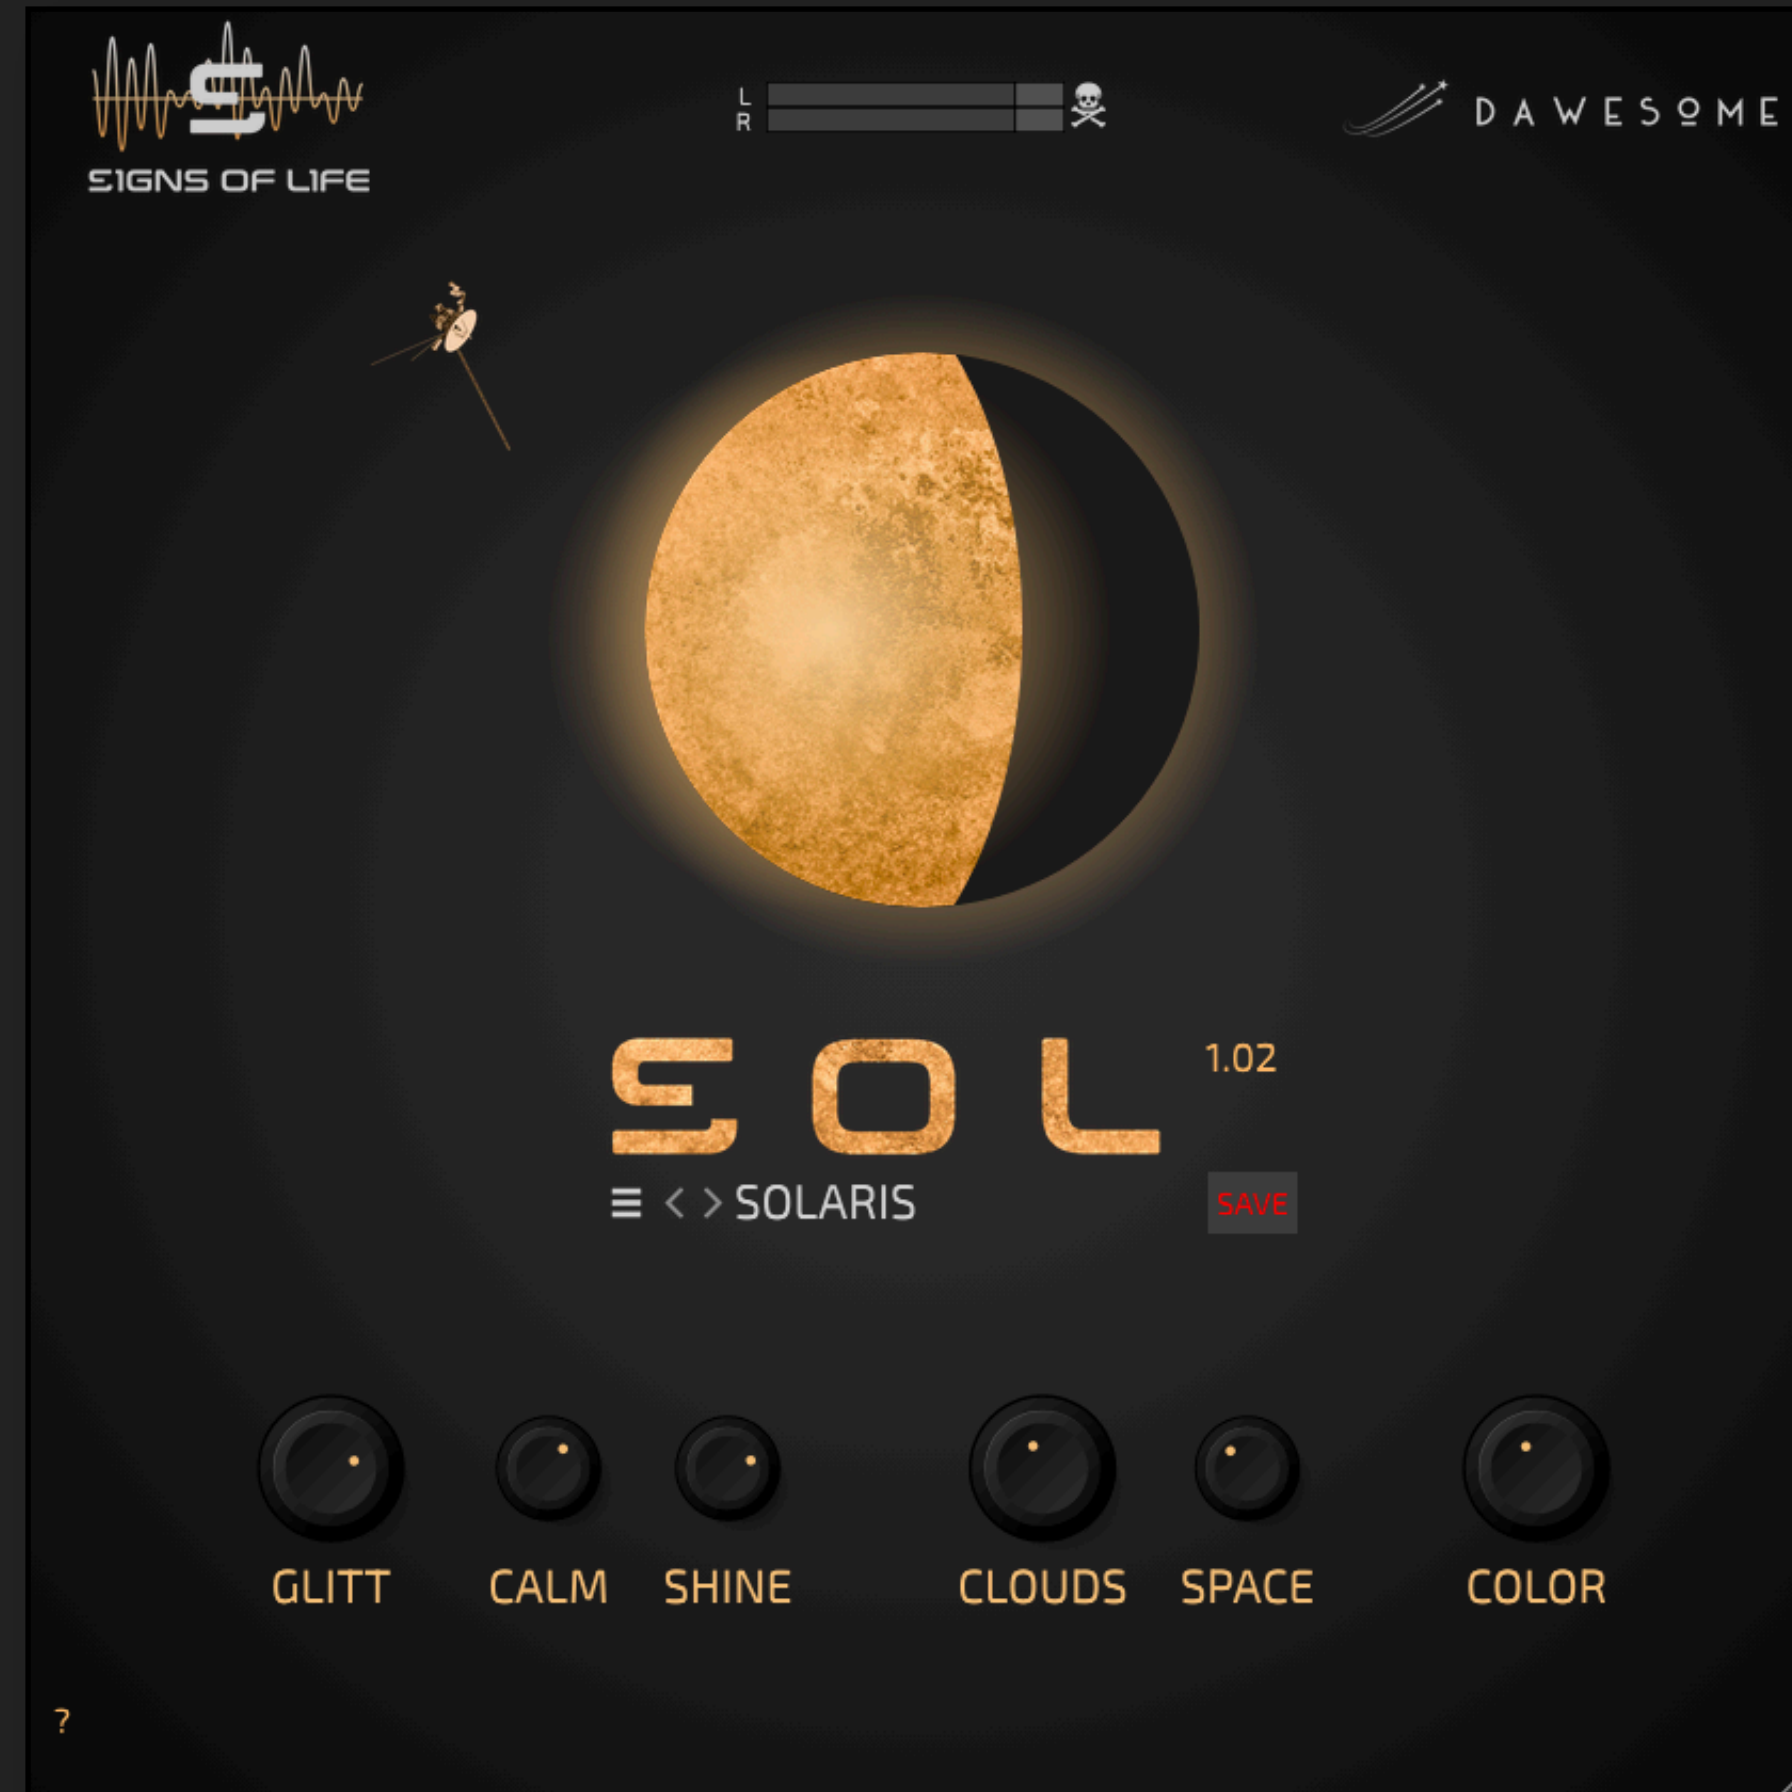 S
SIGNS OF LIFE
L
R
DAWESOME
SOL
1.02
SOLARIS
SAVE
GLITT
CALM
SHINE
CLOUDS
SPACE
COLOR
?